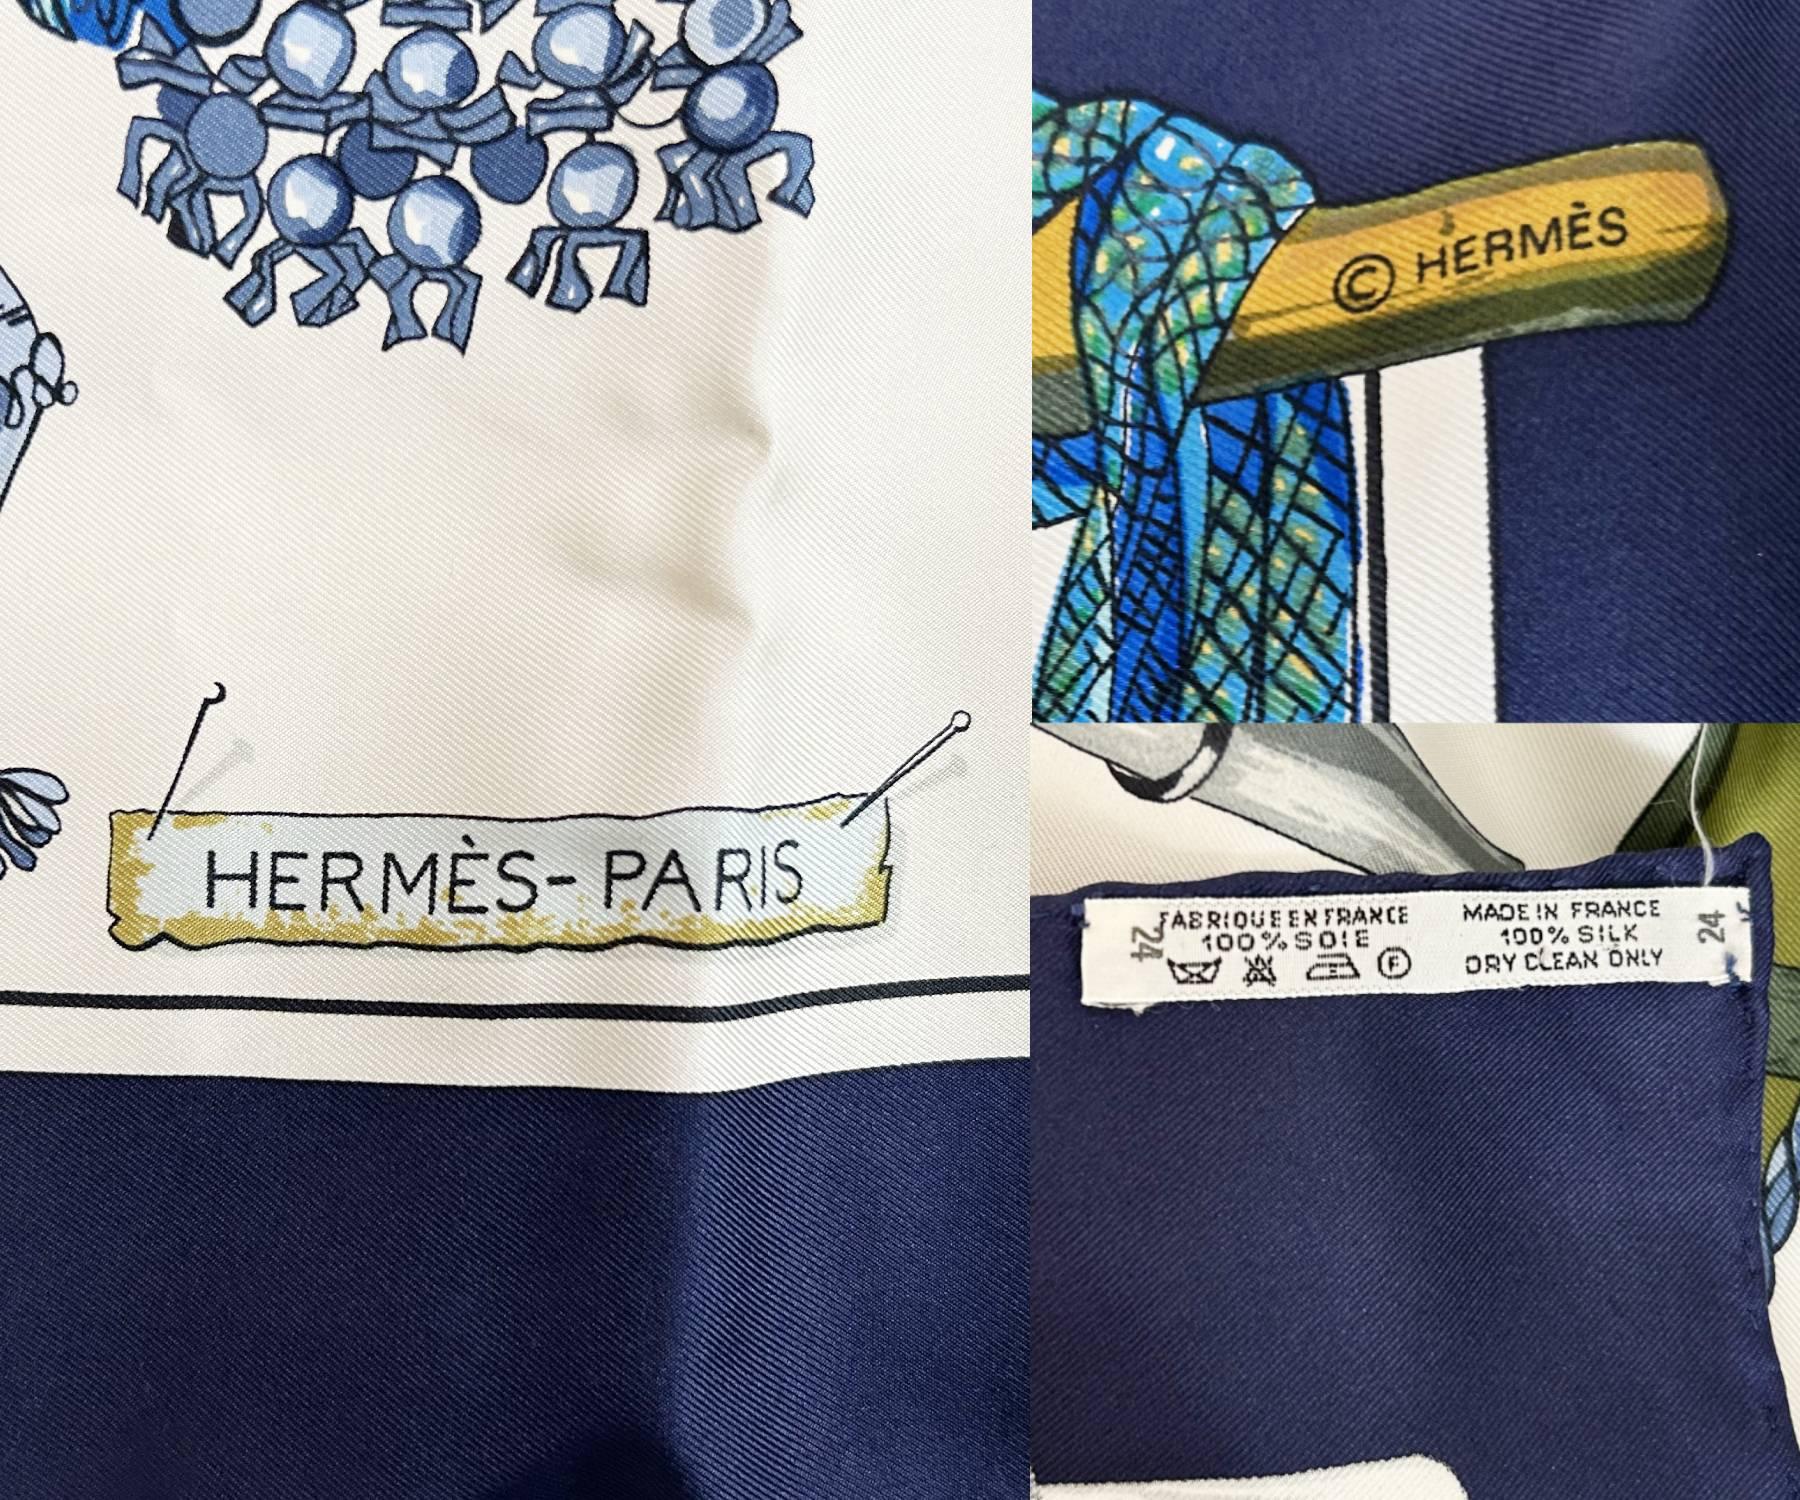 HERMÈS-PARIS
© HERMÈS
24
FABRIQUE EN FRANCE
100% SOIE
F
MADE IN FRANCE
100% SILK
DRY CLEAN ONLY
24